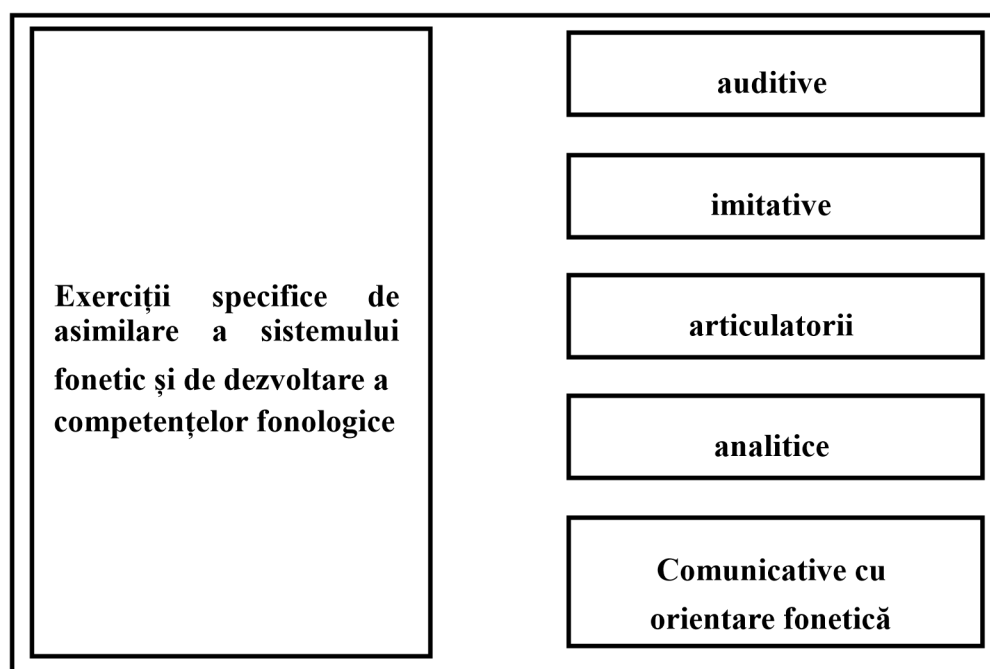 Exerciții specifice de
asimilare a sistemului
fonetic și de dezvoltare a
competențelor fonologice
auditive
imitative
articulatorii
analitice
Comunicative cu
orientare fonetică